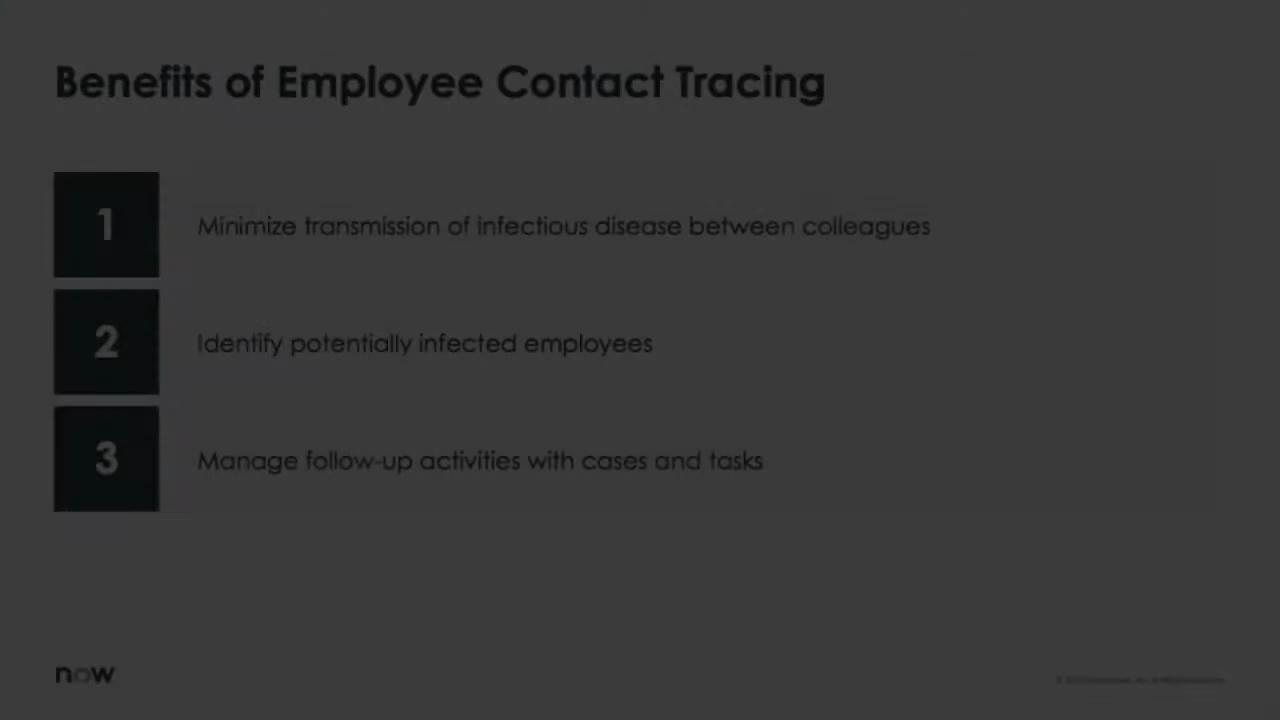 Benefits of Employee Contact Tracing
1
Minimize transmission of infectious disease between colleagues
2
Identify potentially infected employees
3
Manage follow-up activities with cases and tasks
now